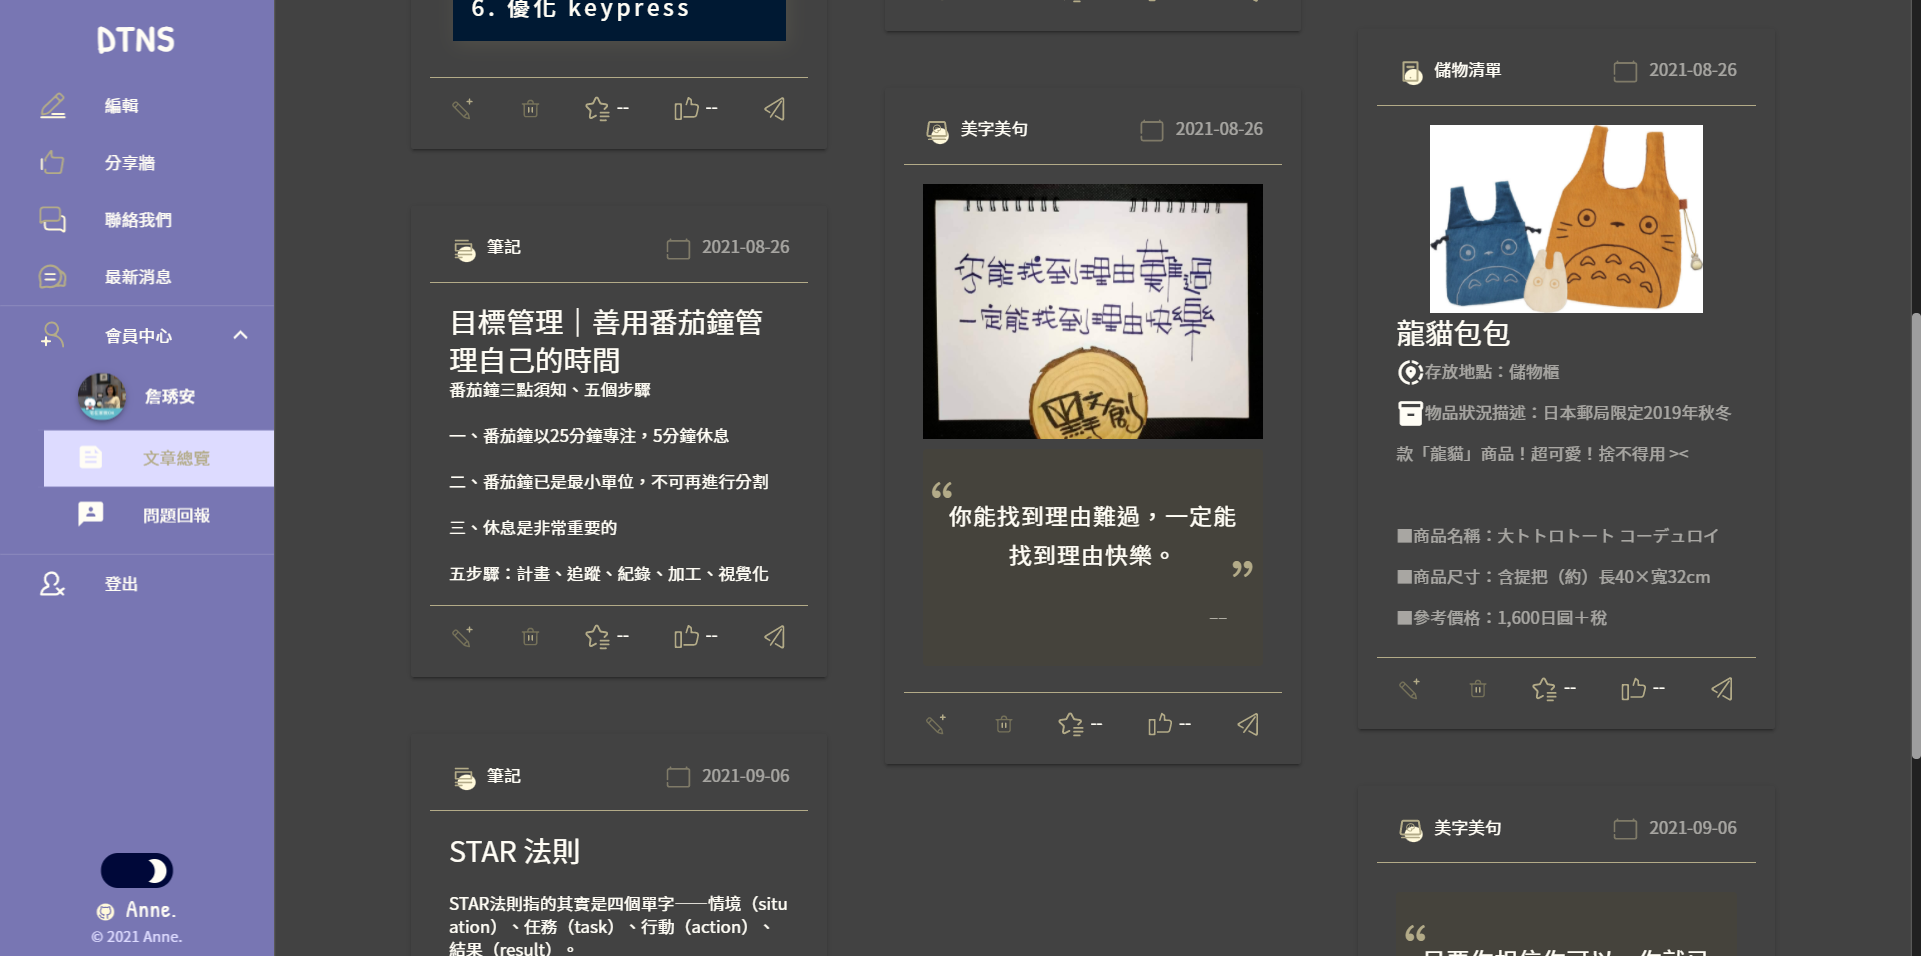 DTNS
編輯
分享牆
聯絡我們
最新消息
會員中心
詹琇安
文章總覽
問題回報
登出
Anne.
© 2021 Anne.
6. 優化 keypress
--
--
筆記
2021-08-26
目標管理｜善用番茄鐘管
理自己的時間
番茄鐘三點須知、五個步驟
一、番茄鐘以25分鐘專注，5分鐘休息
二、番茄鐘已是最小單位，不可再進行分割
三、休息是非常重要的
五步驟：計畫、追蹤、紀錄、加工、視覺化
--
--
筆記
2021-09-06
STAR 法則
STAR法則指的其實是四個單字——情境（situ
ation）、任務（task）、行動（action）、
結果（result）。
美字美句
2021-08-26
你能找到理由難過
一定能找到理由快樂
“
你能找到理由難過，一定能
找到理由快樂。
”
—
--
--
儲物清單
2021-08-26
龍貓包包
存放地點：儲物櫃
物品狀況描述：日本郵局限定2019年秋冬
款「龍貓」商品！超可愛！捨不得用 ><
■商品名稱：大トトロトート コーデュロイ
■商品尺寸：含提把（約）長40×寬32cm
■參考價格：1,600日圓＋稅
--
--
美字美句
2021-09-06
“